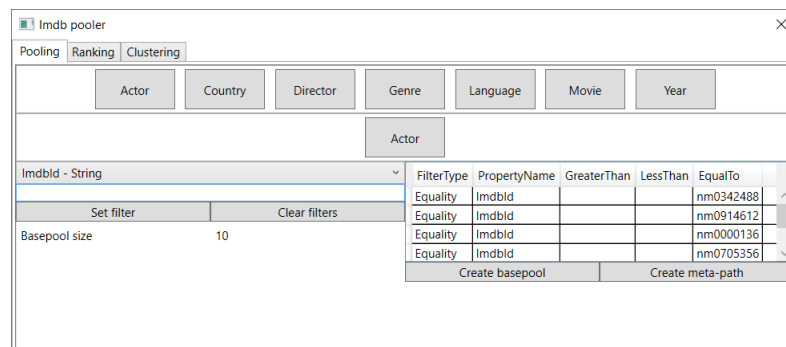 Imdb pooler
Pooling Ranking Clustering
Actor Country Director Genre Language Movie Year
Actor
ImdbId - String
FilterType PropertyName GreaterThan LessThan EqualTo
Equality ImdbId nm0342488
Equality ImdbId nm0914612
Equality ImdbId nm0000136
Equality ImdbId nm0705356
Set filter Clear filters
Basepool size 10
Create basepool Create meta-path